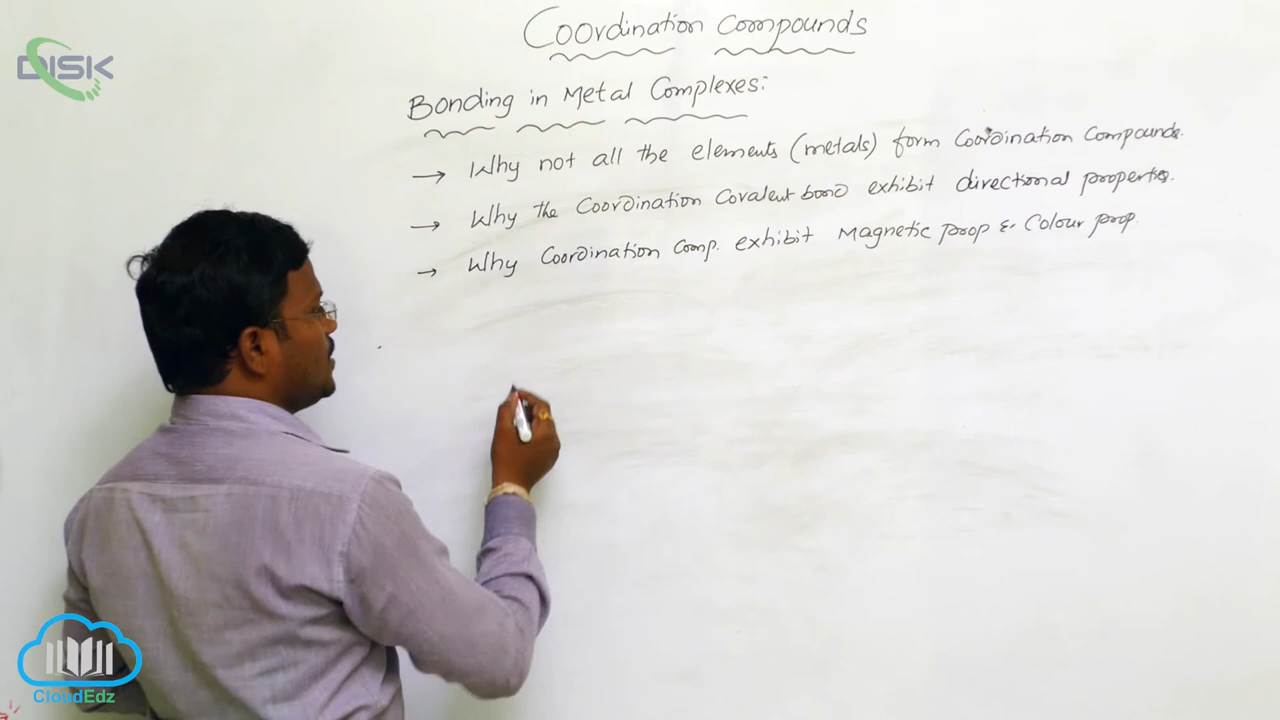 Coordination Compounds
DISK
Bonding in Metal Complexes:
→ Why not all the elements (metals) form Coordination Compounds.
→ Why the Coordination Covalent bond exhibit directional properties.
→ Why Coordination Comp. exhibit Magnetic prop & Colour prop.
CloudEdz